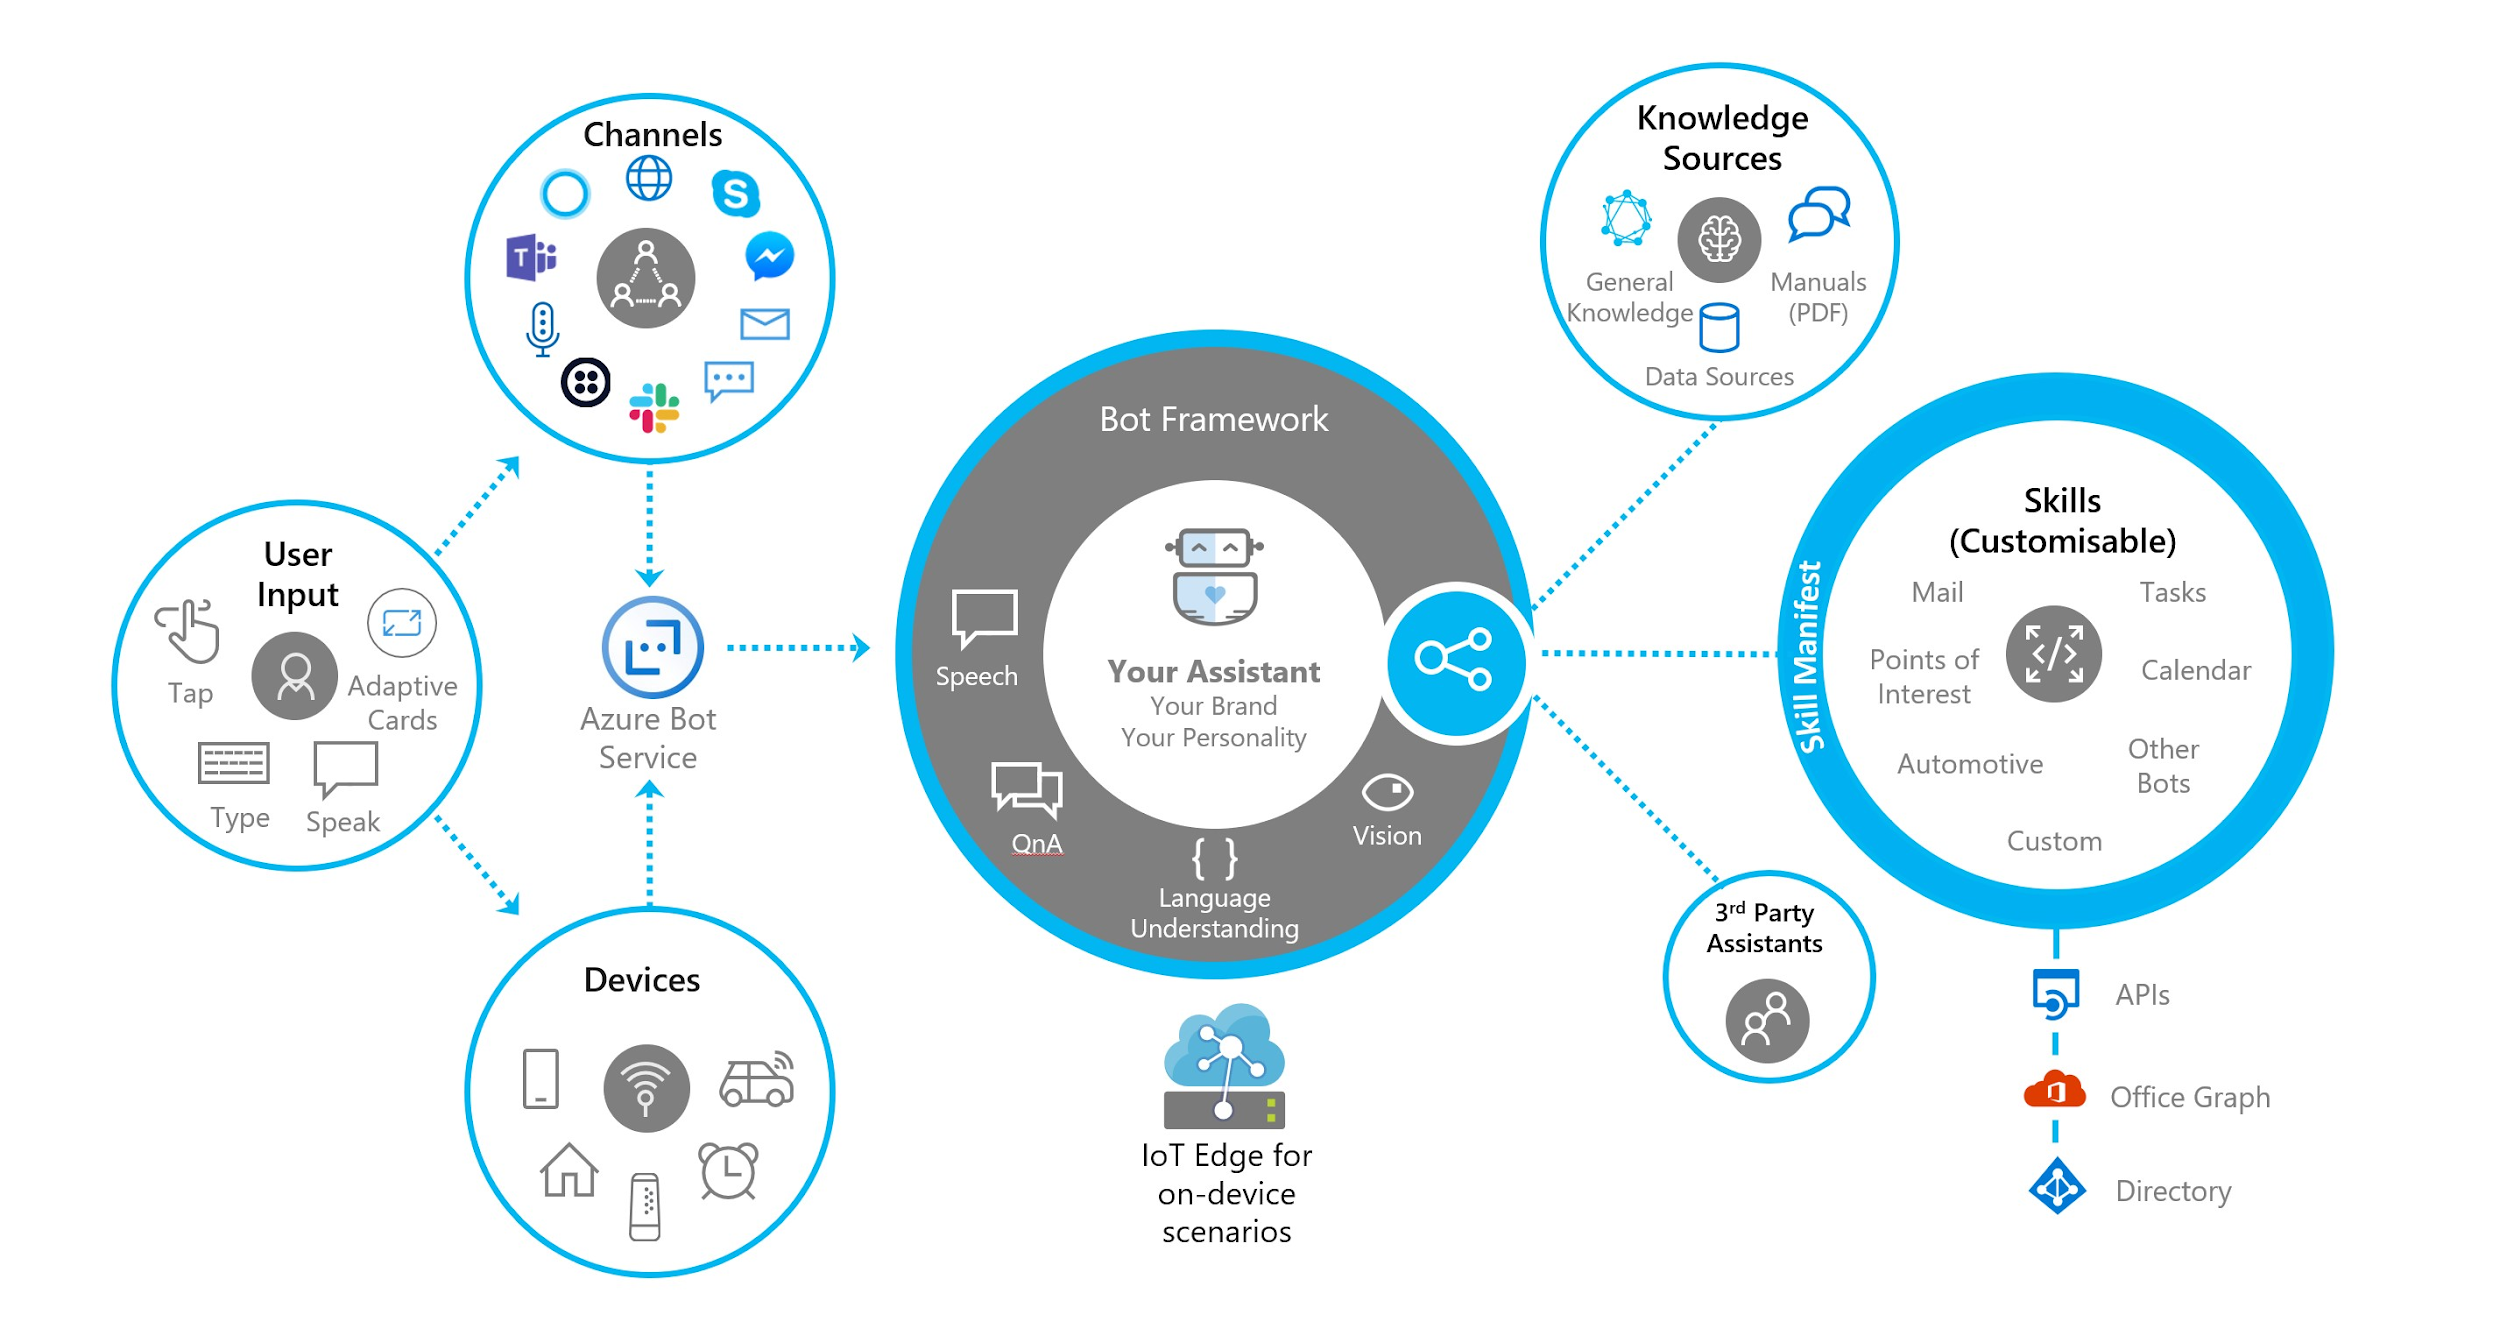 Channels
S
T
User
Input
Tap
Adaptive
Cards
Type
Speak
Azure Bot
Service
Devices
Bot Framework
Speech
Your Assistant
Your Brand
Your Personality
QnA
{ }
Language
Understanding
Vision
IoT Edge for
on-device
scenarios
Knowledge
Sources
General
Knowledge
Manuals
(PDF)
Data Sources
Skill Manifest
Skills
(Customisable)
Mail
Tasks
</>
Points of
Interest
Calendar
Automotive
Other
Bots
Custom
3rd Party
Assistants
APIs
Office Graph
Directory